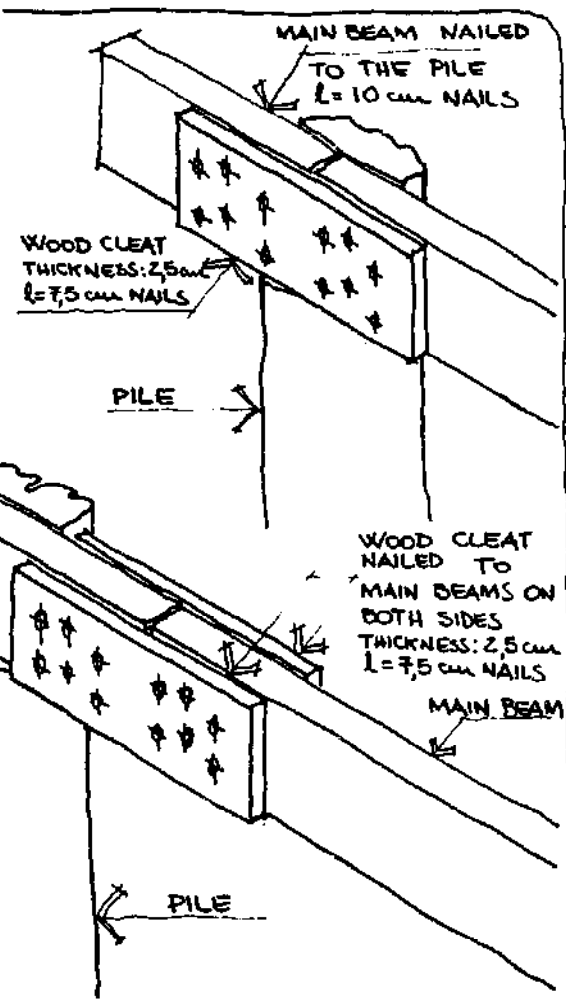 MAIN BEAM NAILED
TO THE PILE
l=10 cm NAILS
WOOD CLEAT
THICKNESS:2,5cm
l=7,5 cm NAILS
PILE
WOOD CLEAT
NAILED TO
MAIN BEAMS ON
BOTH SIDES
THICKNESS:2,5 cm
l=7,5 cm NAILS
MAIN BEAM
PILE